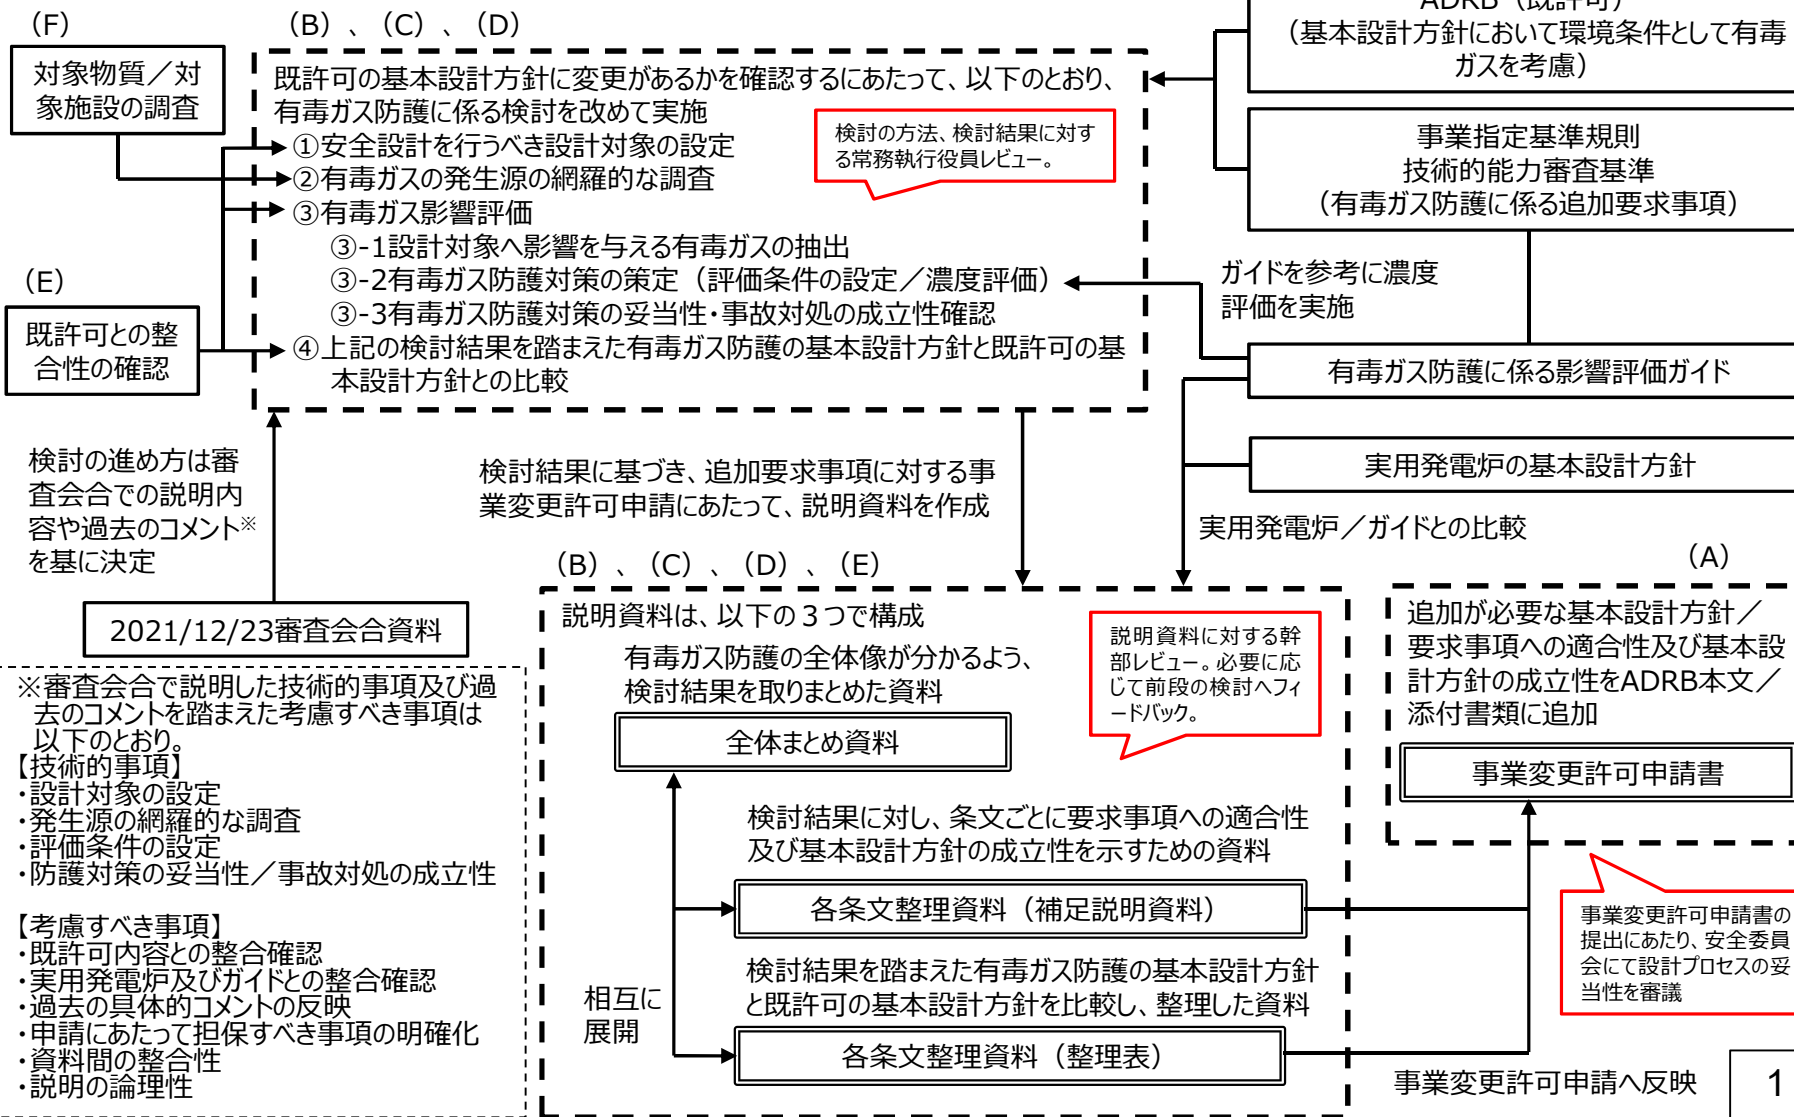 (F)
対象物質／対
象施設の調査
(E)
既許可との整
合性の確認
(B) 、 (C) 、 (D)
既許可の基本設計方針に変更があるかを確認するにあたって、以下のとおり、
有毒ガス防護に係る検討を改めて実施
①安全設計を行うべき設計対象の設定
②有毒ガスの発生源の網羅的な調査
③有毒ガス影響評価
③-1設計対象へ影響を与える有毒ガスの抽出
③-2有毒ガス防護対策の策定（評価条件の設定／濃度評価）
③-3有毒ガス防護対策の妥当性・事故対処の成立性確認
④上記の検討結果を踏まえた有毒ガス防護の基本設計方針と既許可の基
本設計方針との比較
検討の方法、検討結果に対す
る常務執行役員レビュー。
ADRB（既許可）
（基本設計方針において環境条件として有毒
ガスを考慮）
事業指定基準規則
技術的能力審査基準
（有毒ガス防護に係る追加要求事項）
ガイドを参考に濃度
評価を実施
有毒ガス防護に係る影響評価ガイド
実用発電炉の基本設計方針
実用発電炉／ガイドとの比較
検討の進め方は審
査会合での説明内
容や過去のコメント※
を基に決定
2021/12/23審査会合資料
検討結果に基づき、追加要求事項に対する事
業変更許可申請にあたって、説明資料を作成
※審査会合で説明した技術的事項及び過
去のコメントを踏まえた考慮すべき事項は
以下のとおり。
【技術的事項】
・設計対象の設定
・発生源の網羅的な調査
・評価条件の設定
・防護対策の妥当性／事故対処の成立性
【考慮すべき事項】
・既許可内容との整合確認
・実用発電炉及びガイドとの整合確認
・過去の具体的コメントの反映
・申請にあたって担保すべき事項の明確化
・資料間の整合性
・説明の論理性
(B) 、 (C) 、 (D) 、 (E)
説明資料は、以下の３つで構成
有毒ガス防護の全体像が分かるよう、
検討結果を取りまとめた資料
全体まとめ資料
説明資料に対する幹
部レビュー。必要に応
じて前段の検討へフィ
ードバック。
検討結果に対し、条文ごとに要求事項への適合性
及び基本設計方針の成立性を示すための資料
各条文整理資料（補足説明資料）
検討結果を踏まえた有毒ガス防護の基本設計方針
と既許可の基本設計方針を比較し、整理した資料
各条文整理資料（整理表）
相互に
展開
(A)
追加が必要な基本設計方針／
要求事項への適合性及び基本設
計方針の成立性をADRB本文／
添付書類に追加
事業変更許可申請書
事業変更許可申請書の
提出にあたり、安全委員
会にて設計プロセスの妥
当性を審議
事業変更許可申請へ反映
1